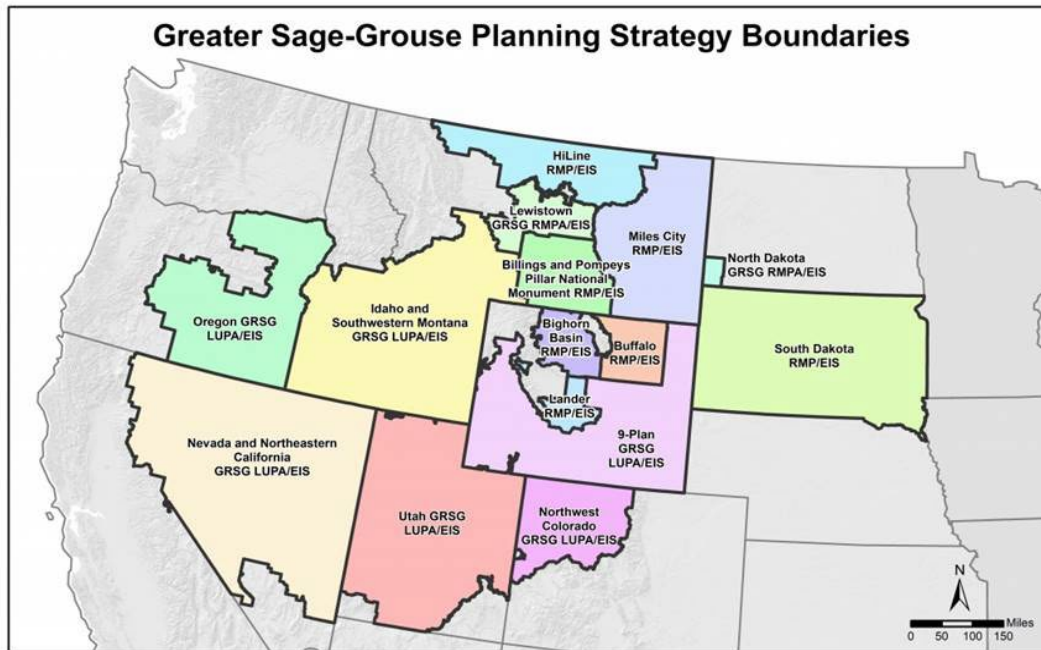 Greater Sage-Grouse Planning Strategy Boundaries
HiLine
RMP/EIS
Lewistown
GRSG RMPA/EIS
Miles City
RMP/EIS
North Dakota
GRSG RMPA/EIS
Billings and Pompeys
Pillar National
Monument RMP/EIS
Idaho and
Southwestern Montana
GRSG LUPA/EIS
Oregon GRSG
LUPA/EIS
Bighorn
Basin
RMP/EIS
Buffalo
RMP/EIS
South Dakota
RMP/EIS
Lander
RMP/EIS
9-Plan
GRSG
LUPA/EIS
Nevada and Northeastern
California
GRSG LUPA/EIS
Utah GRSG
LUPA/EIS
Northwest
Colorado
GRSG LUPA/EIS
N
Miles
0 50 100 150